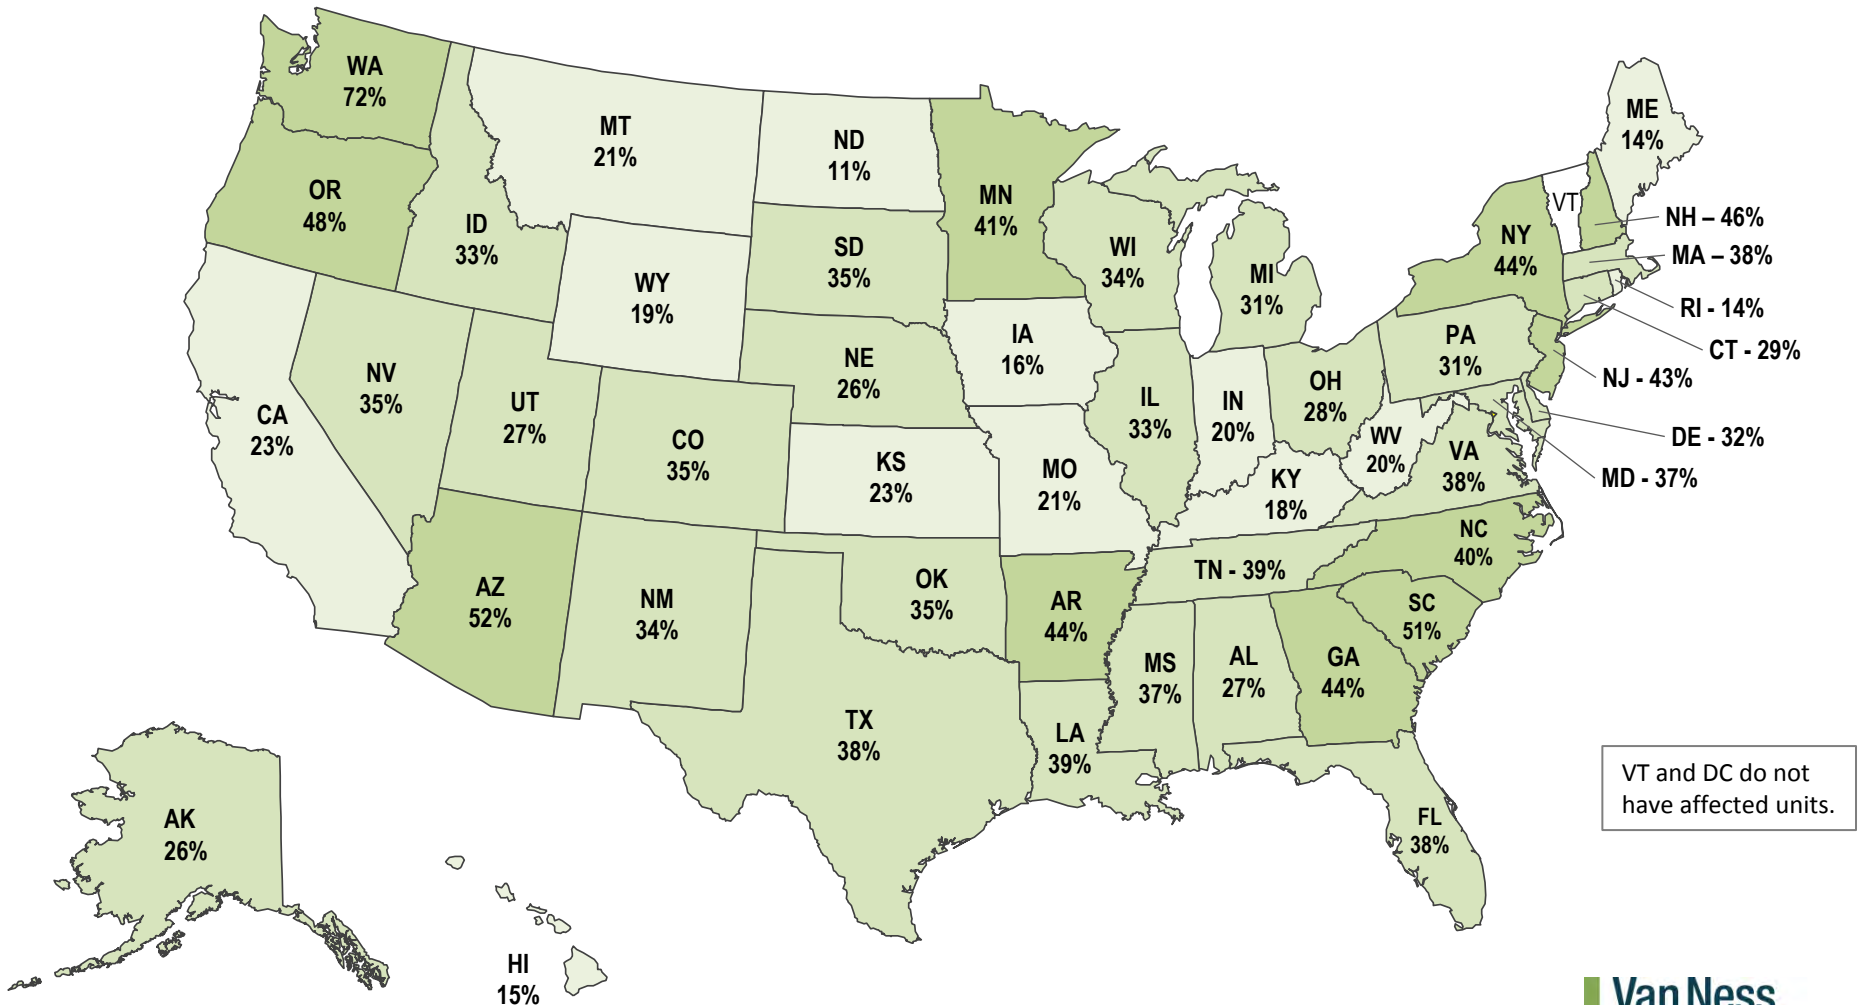 WA
72%
OR
48%
CA
23%
ID
33%
NV
35%
MT
21%
WY
19%
UT
27%
AZ
52%
CO
35%
NM
34%
ND
11%
SD
35%
NE
26%
KS
23%
OK
35%
TX
38%
MN
41%
IA
16%
MO
21%
AR
44%
LA
39%
WI
34%
IL
33%
MI
31%
IN
20%
OH
28%
KY
18%
TN - 39%
MS
37%
AL
27%
GA
44%
FL
38%
SC
51%
NC
40%
VA
38%
WV
20%
PA
31%
NY
44%
VT
ME
14%
NH – 46%
MA – 38%
RI - 14%
CT - 29%
NJ - 43%
DE - 32%
MD - 37%
AK
26%
HI
15%
VT and DC do not
have affected units.
Van Ness